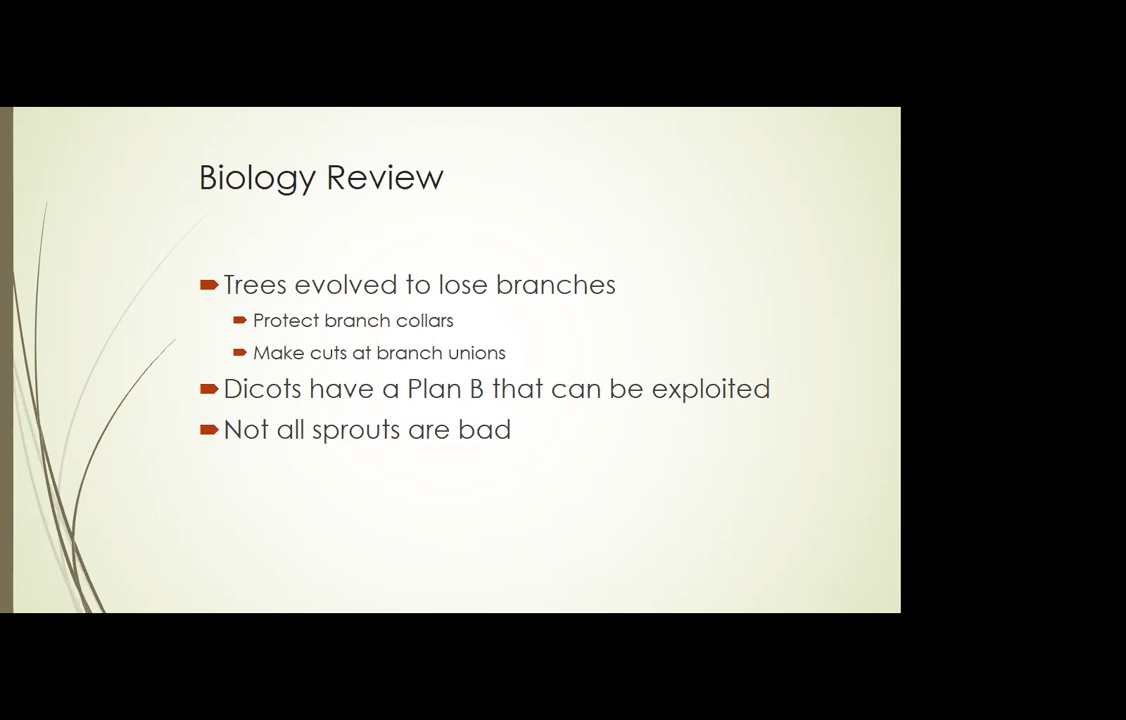 Biology Review
Trees evolved to lose branches
Protect branch collars
Make cuts at branch unions
Dicots have a Plan B that can be exploited
Not all sprouts are bad